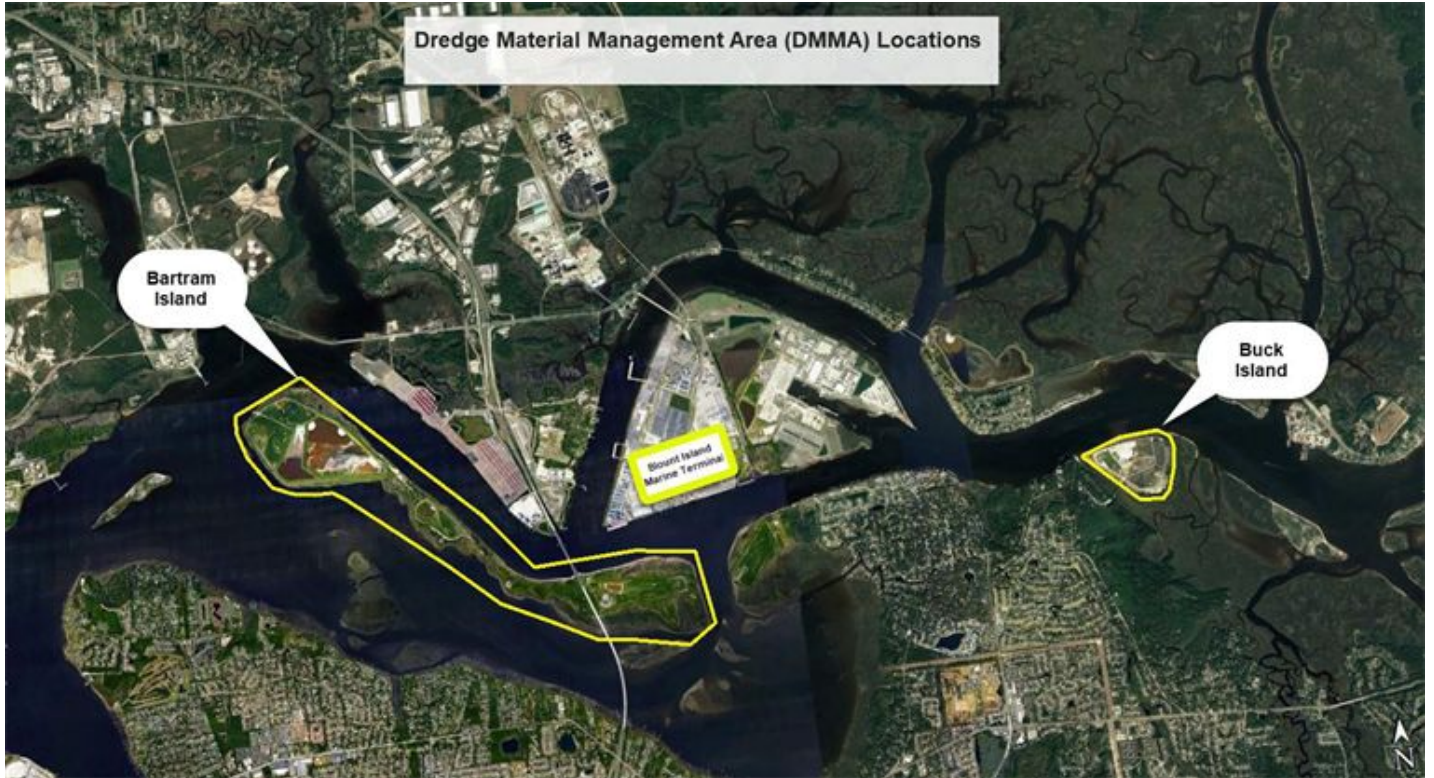 Dredge Material Management Area (DMMA) Locations
Bartram
Island
Buck
Island
Blount Island
Marine Terminal
N